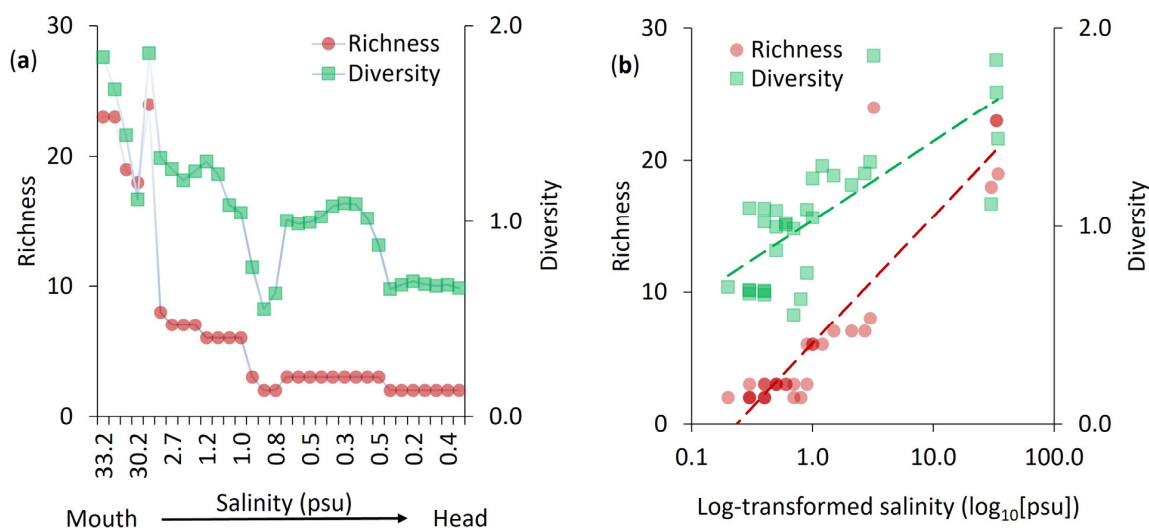 (a)
Richness
Diversity
30
20
10
0
Richness
2.0
1.0
0.0
Diversity
33.2
30.2
2.7
1.2
1.0
0.8
0.5
0.3
0.5
0.2
0.4
Salinity (psu)
Mouth
Head
(b)
Richness
Diversity
30
25
20
15
10
5
0
Richness
2.0
1.0
0.0
Diversity
0.1
1.0
10.0
100.0
Log-transformed salinity (log₁₀[psu])